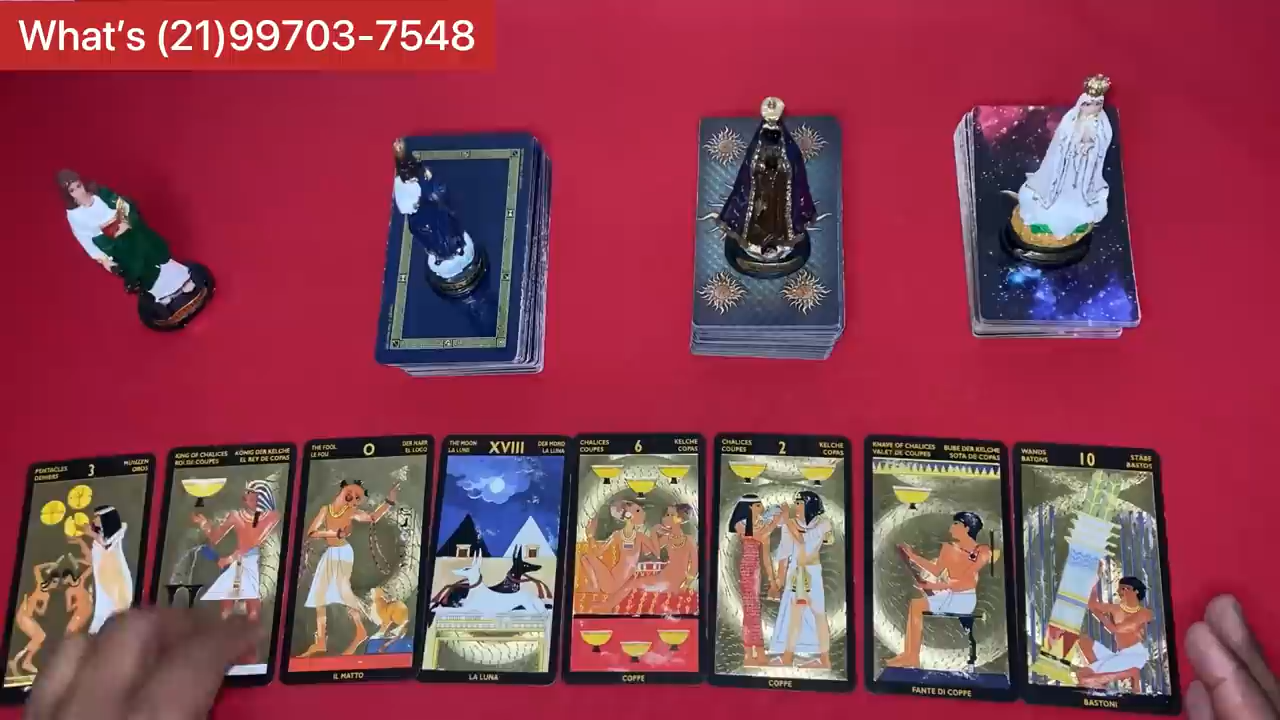 What's (21)99703-7548
PENTACLES
DENIERS
3
MÜNZEN
OROS
KING OF CHALICES
ROI DE COUPES
KÖNIG DER KELCHE
EL REY DE COPAS
THE FOOL
LE FOU
0
DER NARR
EL LOCO
IL MATTO
THE MOON
LA LUNE
XVIII
DER MOND
LA LUNA
LA LUNA
CHALICES
COUPES
6
KELCHE
COPAS
COPPE
CHALICES
COUPES
2
KELCHE
COPAS
COPPE
KNAVE OF CHALICES
VALET DE COUPES
BUBE DER KELCHE
SOTA DE COPAS
FANTE DI COPPE
WANDS
BATONS
10
STÄBE
BASTOS
BASTONI